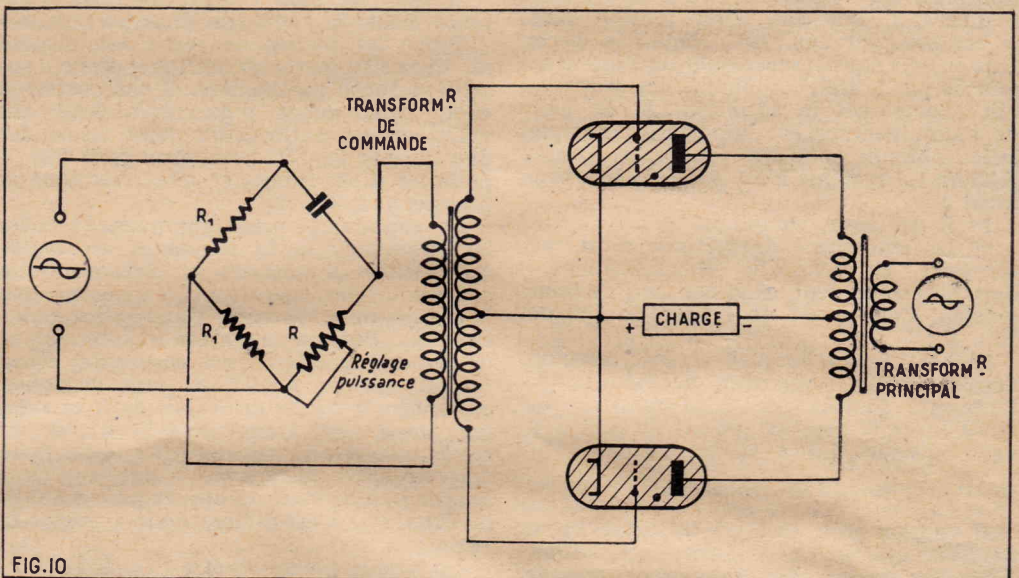 TRANSFORMR
DE
COMMANDE
R1
R1
R
Réglage
puissance
+ CHARGE -
TRANSFORMR
PRINCIPAL
FIG.10